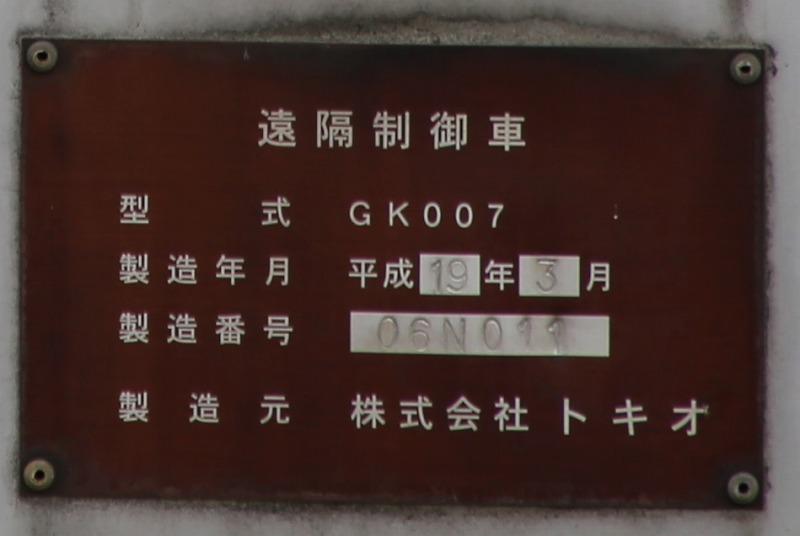 遠隔制御車
型式 GK007
製造年月 平成19年3月
製造番号 06N011
製造元 株式会社トキオ